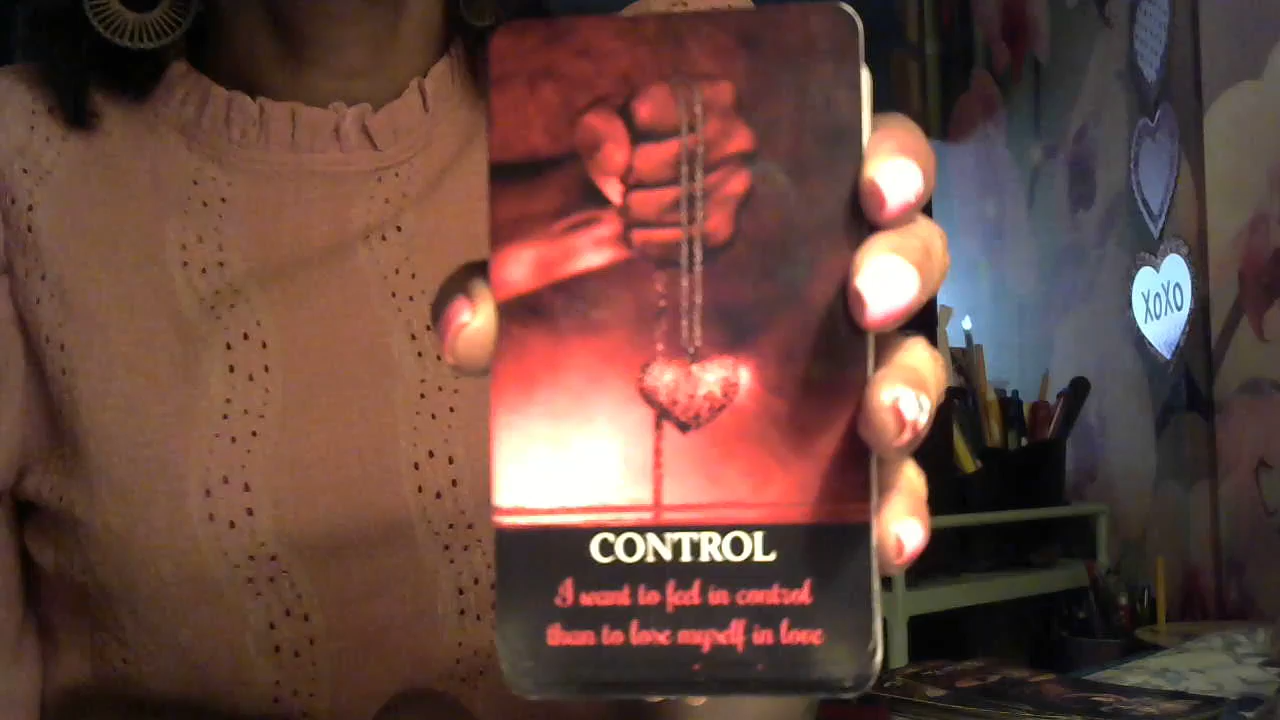 XOXO
CONTROL
I want to feel in control
than to lose myself in love